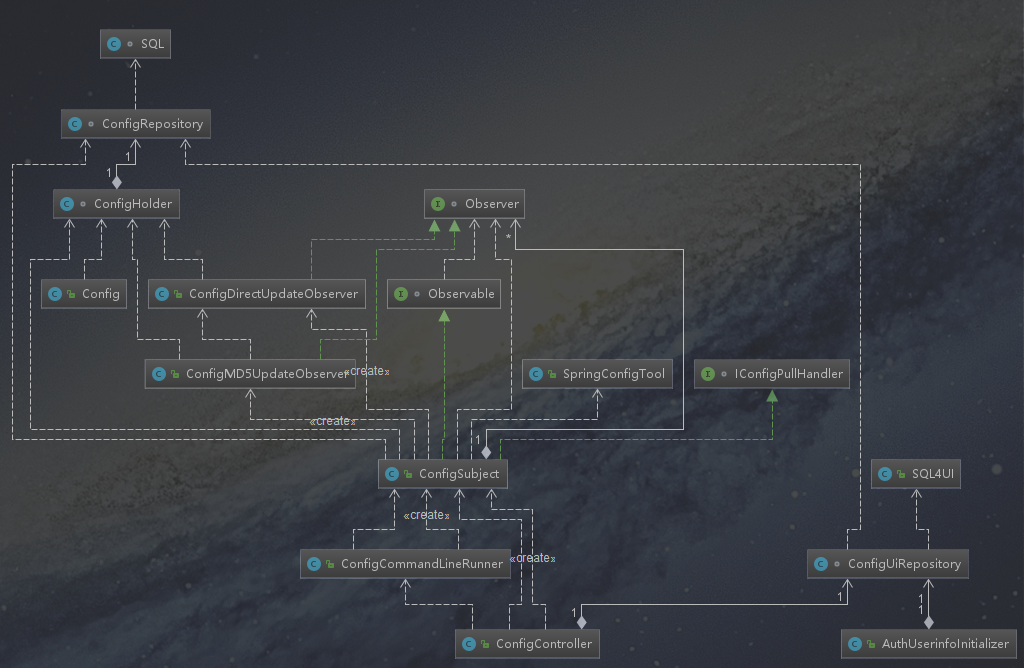 SQL
ConfigRepository
1
1
ConfigHolder
Observer
*
Config
ConfigDirectUpdateObserver
Observable
ConfigMD5UpdateObserver
«create»
SpringConfigTool
IConfigPullHandler
«create»
1
ConfigSubject
SQL4UI
«create»
ConfigCommandLineRunner
«create»
ConfigUiRepository
1
1
1
1
ConfigController
AuthUserinfoInitializer